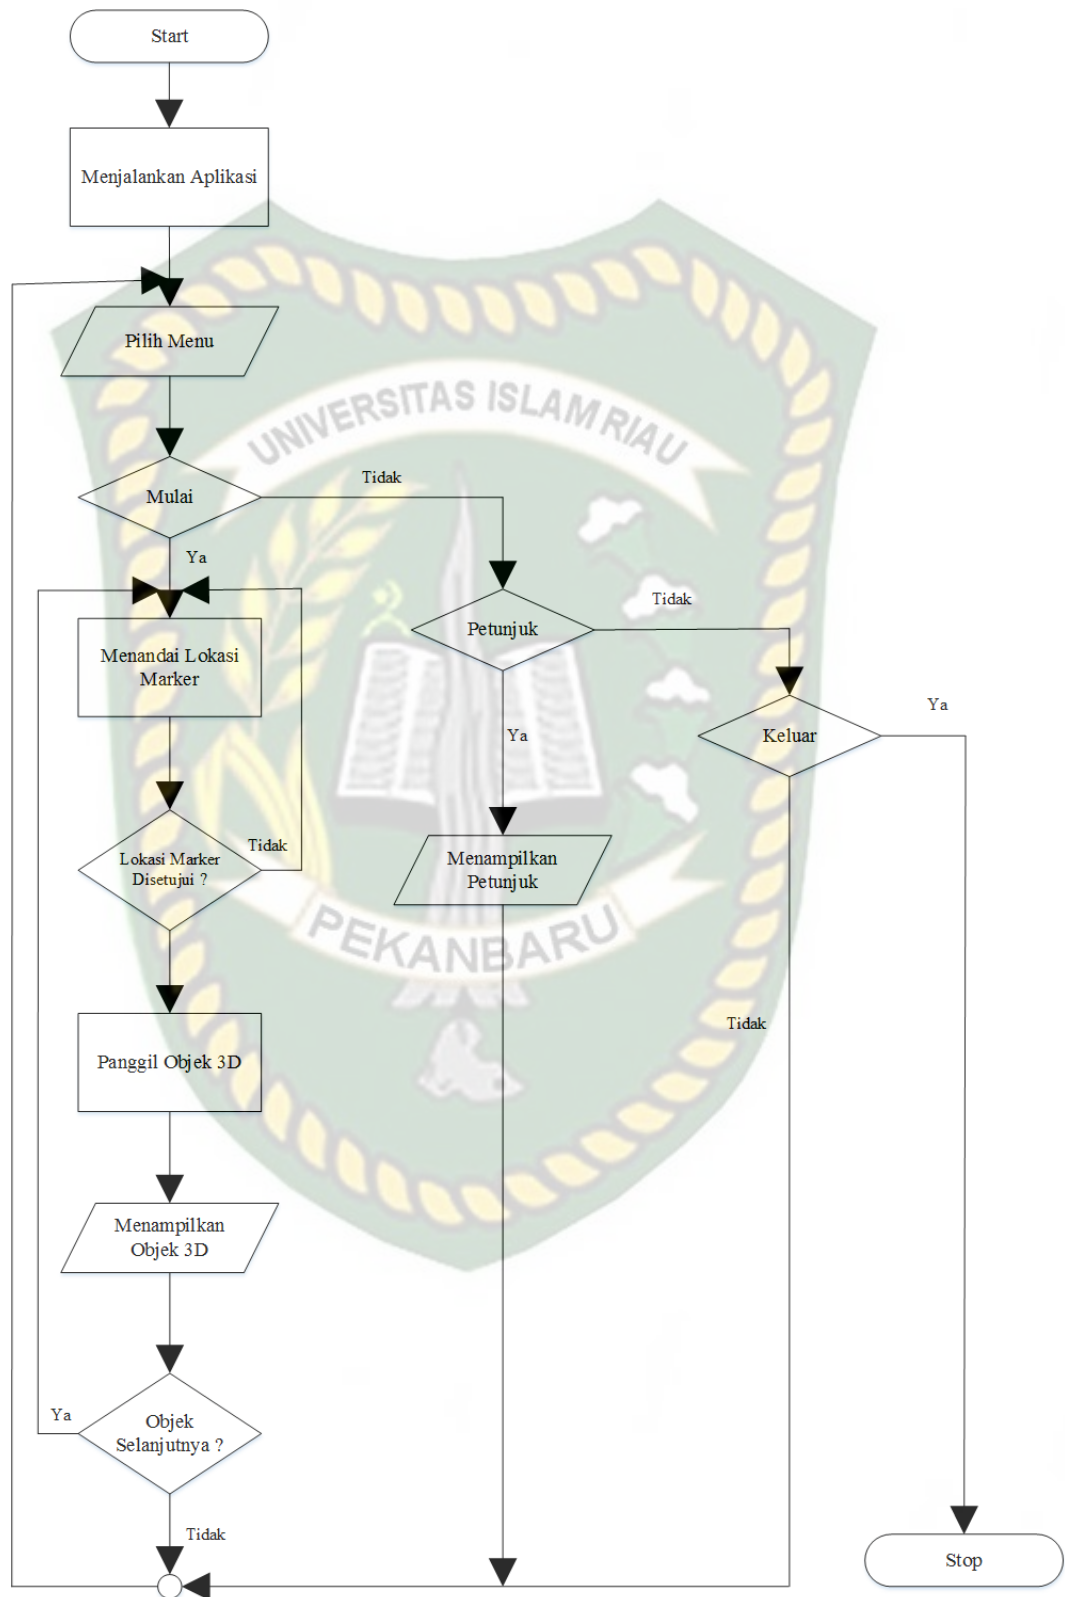 Start
Menjalankan Aplikasi
Pilih Menu
UNIVERSITAS ISLAM RIAU
Mulai
Tidak
Ya
Petunjuk
Tidak
Menandai Lokasi
Marker
Keluar
Ya
Ya
Lokasi Marker
Disetujui ?
Tidak
Menampilkan
Petunjuk
PEKANBARU
Tidak
Panggil Objek 3D
Menampilkan
Objek 3D
Ya
Objek
Selanjutnya ?
Tidak
Stop